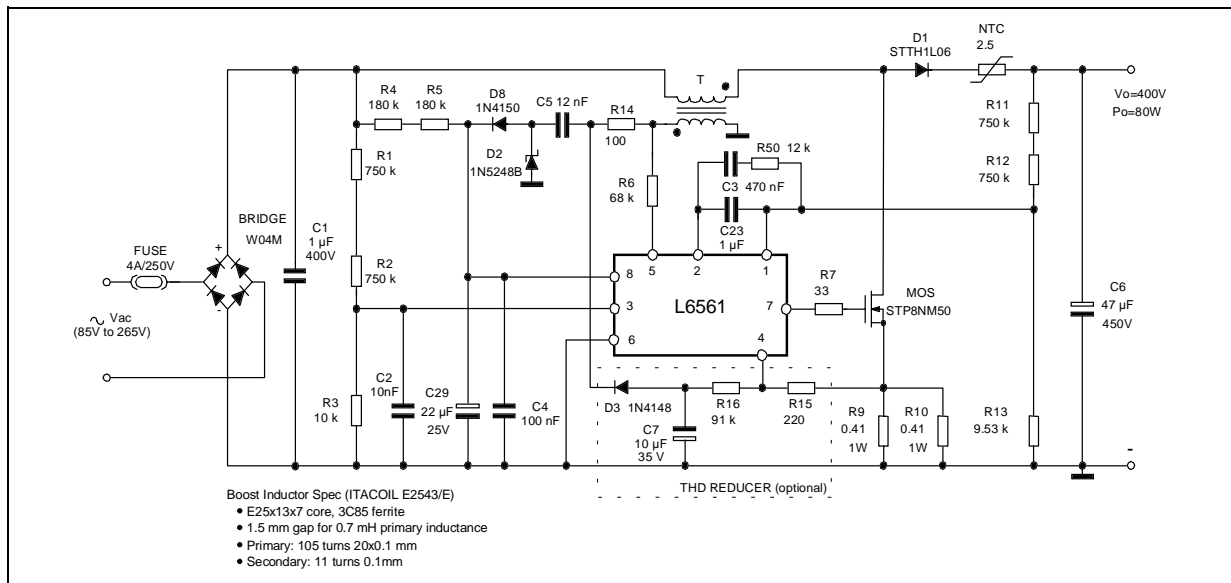 D1
STTH1L06
NTC
2.5
T
R4
180 k
R5
180 k
D8
1N4150
C5 12 nF
R14
100
Vo=400V
Po=80W
R11
750 k
R50 12 k
R1
750 k
D2
1N5248B
R6
68 k
C3 470 nF
R12
750 k
C23
1 µF
BRIDGE
W04M
C1
1 µF
400V
FUSE
4A/250V
+
-
R2
750 k
5
2
1
8
3
6
L6561
7
4
R7
33
MOS
STP8NM50
C6
47 µF
450V
Vac
(85V to 265V)
C2
10nF
C29
22 µF
25V
C4
100 nF
R3
10 k
D3
1N4148
R16
91 k
R15
220
C7
10 µF
35 V
R9
0.41
1W
R10
0.41
1W
R13
9.53 k
-
THD REDUCER (optional)
Boost Inductor Spec (ITACOIL E2543/E)
• E25x13x7 core, 3C85 ferrite
• 1.5 mm gap for 0.7 mH primary inductance
• Primary: 105 turns 20x0.1 mm
• Secondary: 11 turns 0.1mm